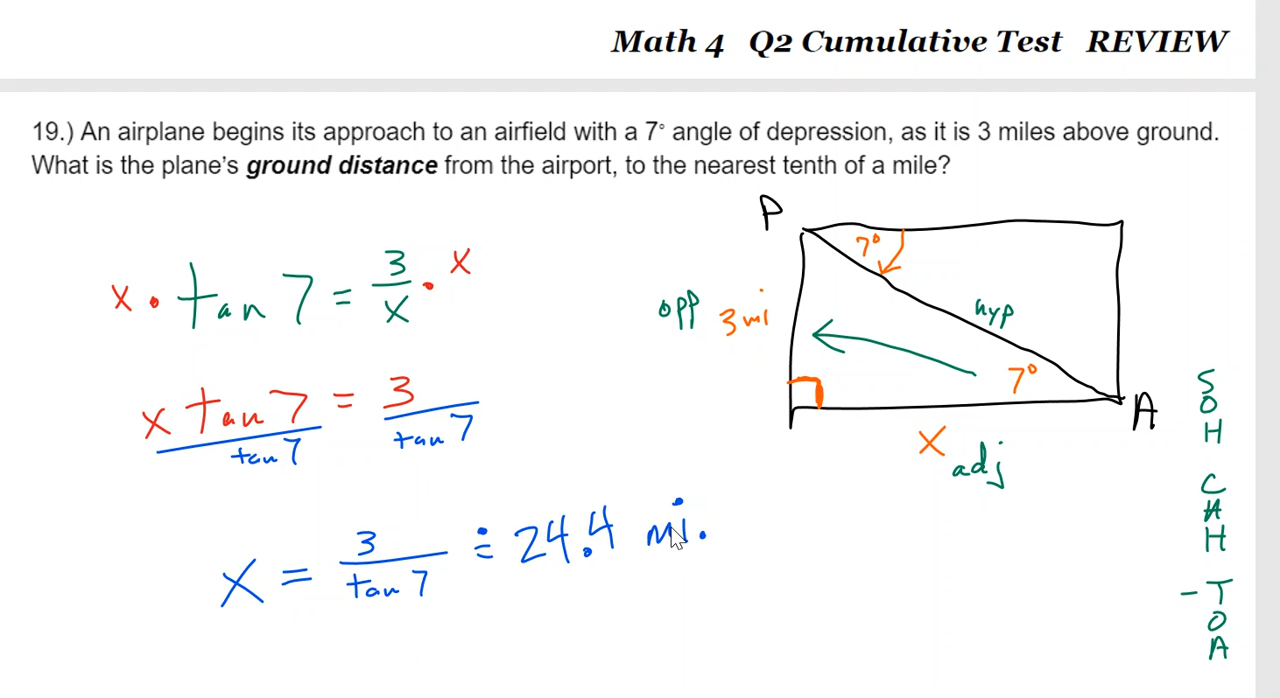 Math 4 Q2 Cumulative Test REVIEW
19.) An airplane begins its approach to an airfield with a 7° angle of depression, as it is 3 miles above ground.
What is the plane's ground distance from the airport, to the nearest tenth of a mile?
x · tan 7 = 3/x · x
x tan 7 / tan 7 = 3 / tan 7
x = 3 / tan 7 ≐ 24.4 mi.
P
7°
opp 3 mi
hyp
7°
A
x
adj
SOH
CAH
-TOA